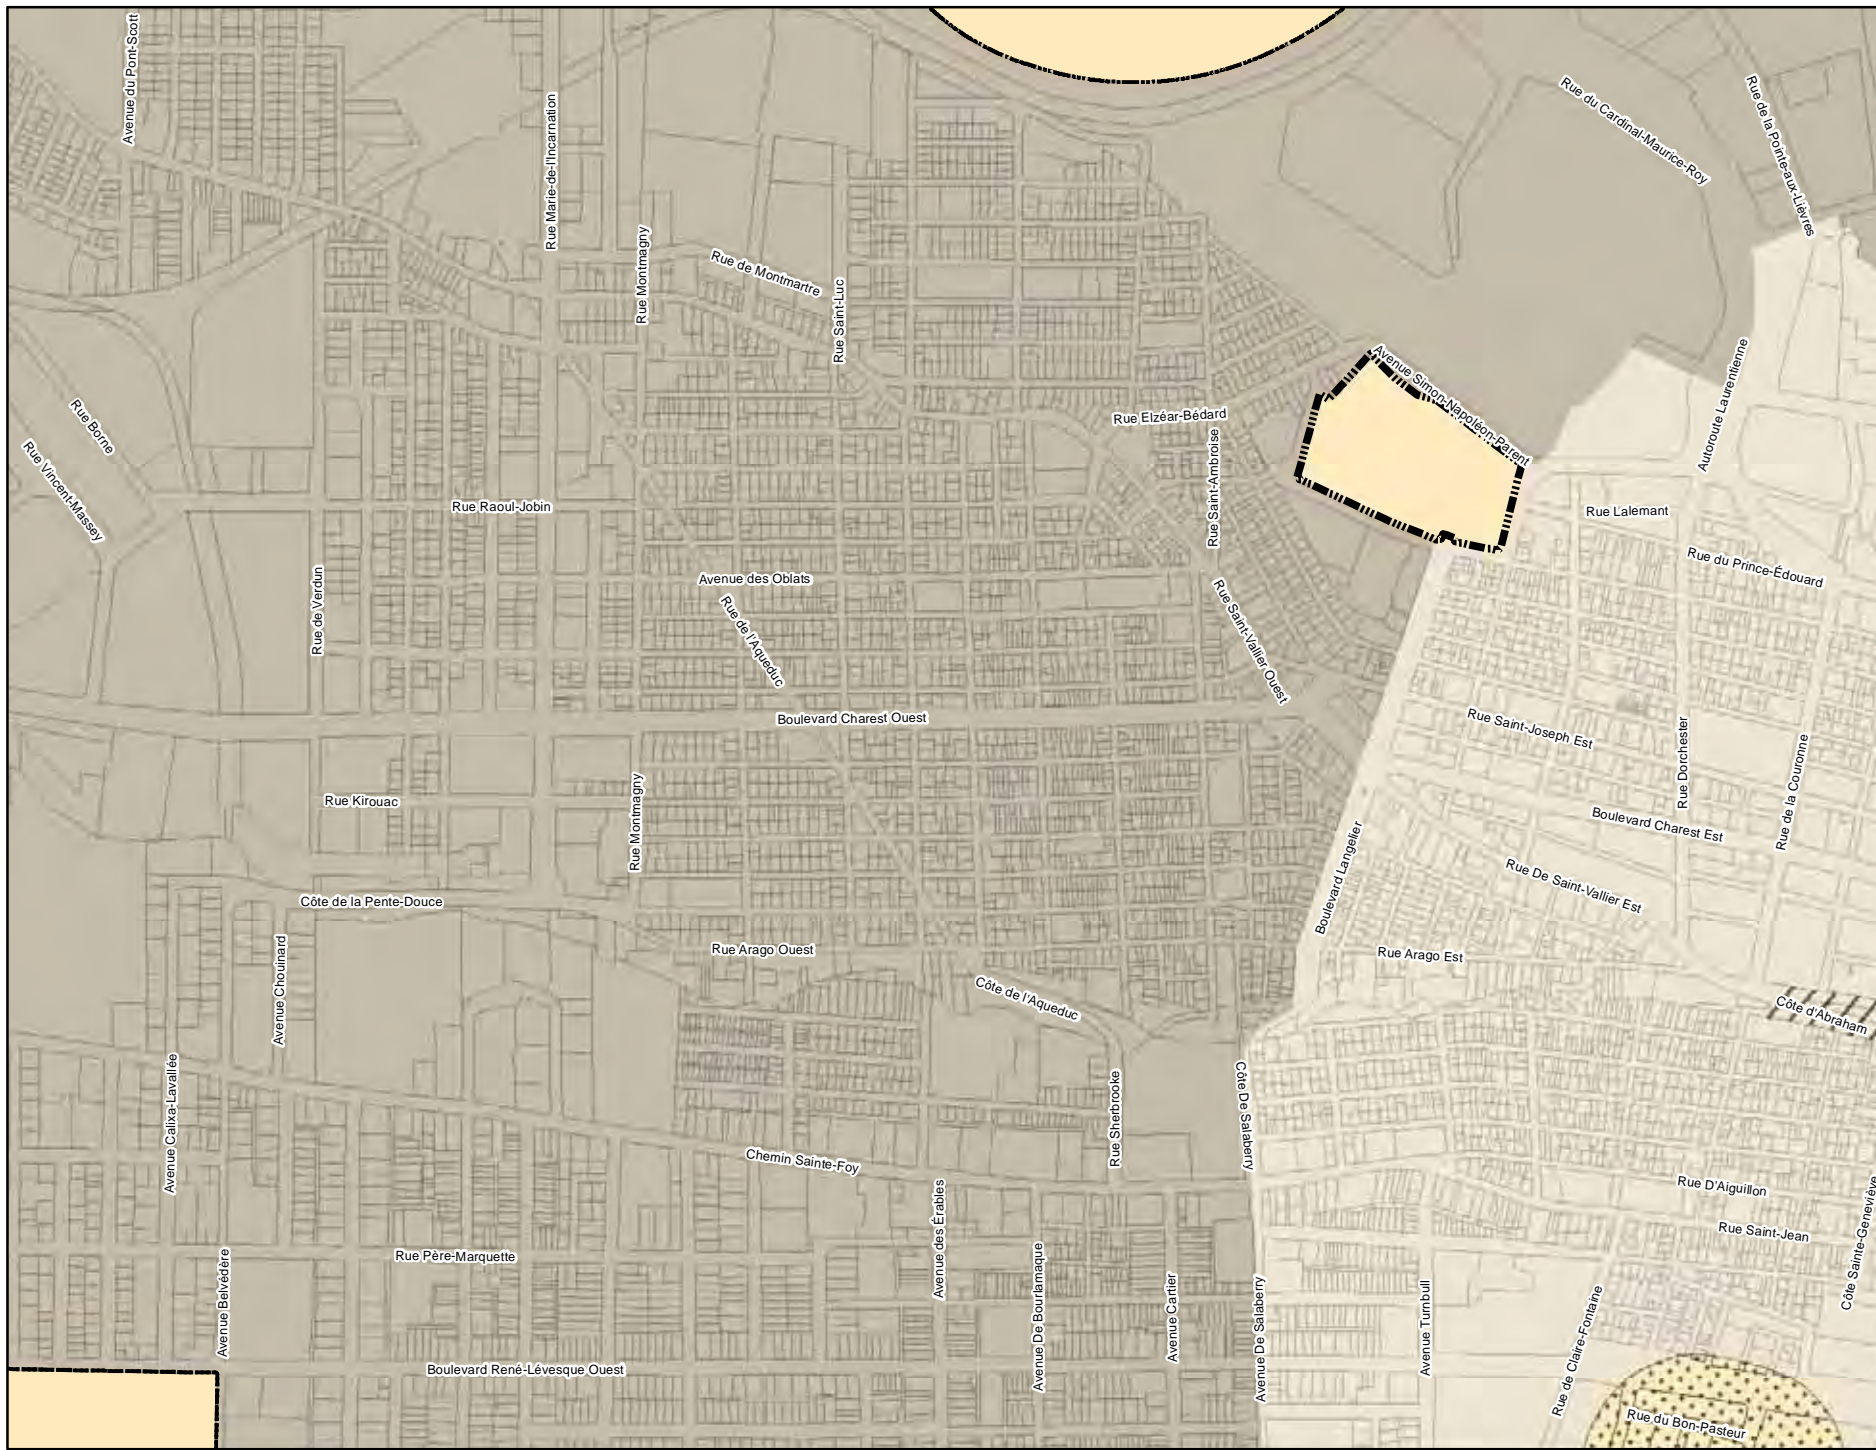 Avenue du Pont-Scott
Rue Marie-de-l'Incarnation
Rue du Cardinal-Maurice-Roy
Rue de la Pointe-aux-Lièvres
Rue Montmagny
Rue de Montmartre
Rue Saint-Luc
Avenue Simon-Napoléon-Parent
Autoroute Laurentienne
Rue Borne
Rue Vincent-Massey
Rue Elzéar-Bédard
Rue Saint-Ambroise
Rue Raoul-Jobin
Rue Lalemant
Rue du Prince-Édouard
Rue de Verdun
Avenue des Oblats
Rue de l'Aqueduc
Rue Saint-Vallier Ouest
Boulevard Charest Ouest
Rue Saint-Joseph Est
Rue Dorchester
Rue de la Couronne
Rue Kirouac
Rue Montmagny
Boulevard Charest Est
Boulevard Langelier
Rue De Saint-Vallier Est
Côte de la Pente-Douce
Rue Arago Ouest
Rue Arago Est
Avenue Chouinard
Côte de l'Aqueduc
Côte d'Abraham
Avenue Calixa-Lavallée
Rue Sherbrooke
Côte De Salaberry
Chemin Sainte-Foy
Rue D'Aiguillon
Rue Saint-Jean
Côte Sainte-Geneviève
Avenue des Érables
Rue Père-Marquette
Avenue Belvédère
Avenue De Bourlamaque
Avenue Cartier
Avenue De Salaberry
Avenue Turnbull
Rue de Claire-Fontaine
Boulevard René-Lévesque Ouest
Rue du Bon-Pasteur